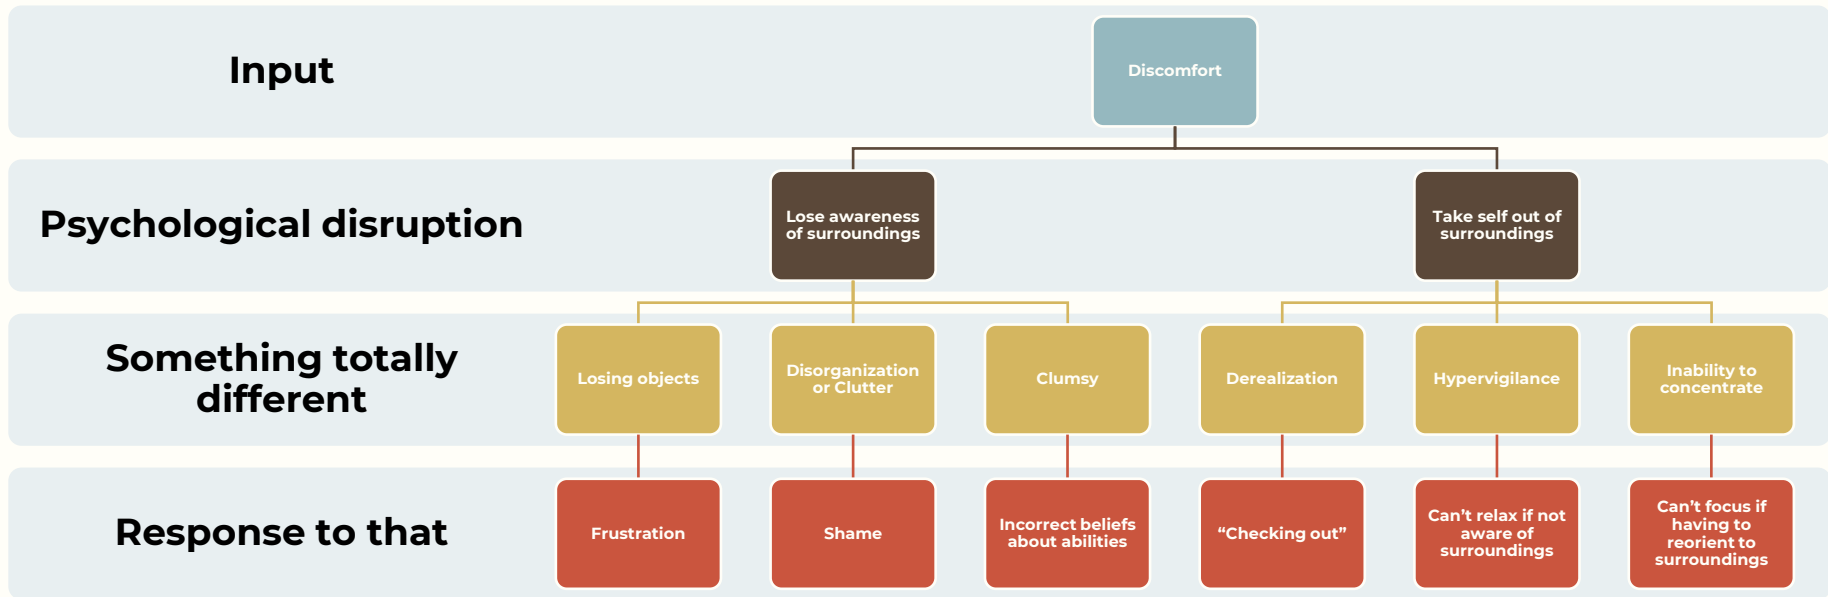 Input
Discomfort
Psychological disruption
Lose awareness
of surroundings
Take self out of
surroundings
Something totally
different
Losing objects
Disorganization
or Clutter
Clumsy
Derealization
Hypervigilance
Inability to
concentrate
Response to that
Frustration
Shame
Incorrect beliefs
about abilities
“Checking out”
Can’t relax if not
aware of
surroundings
Can’t focus if
having to
reorient to
surroundings